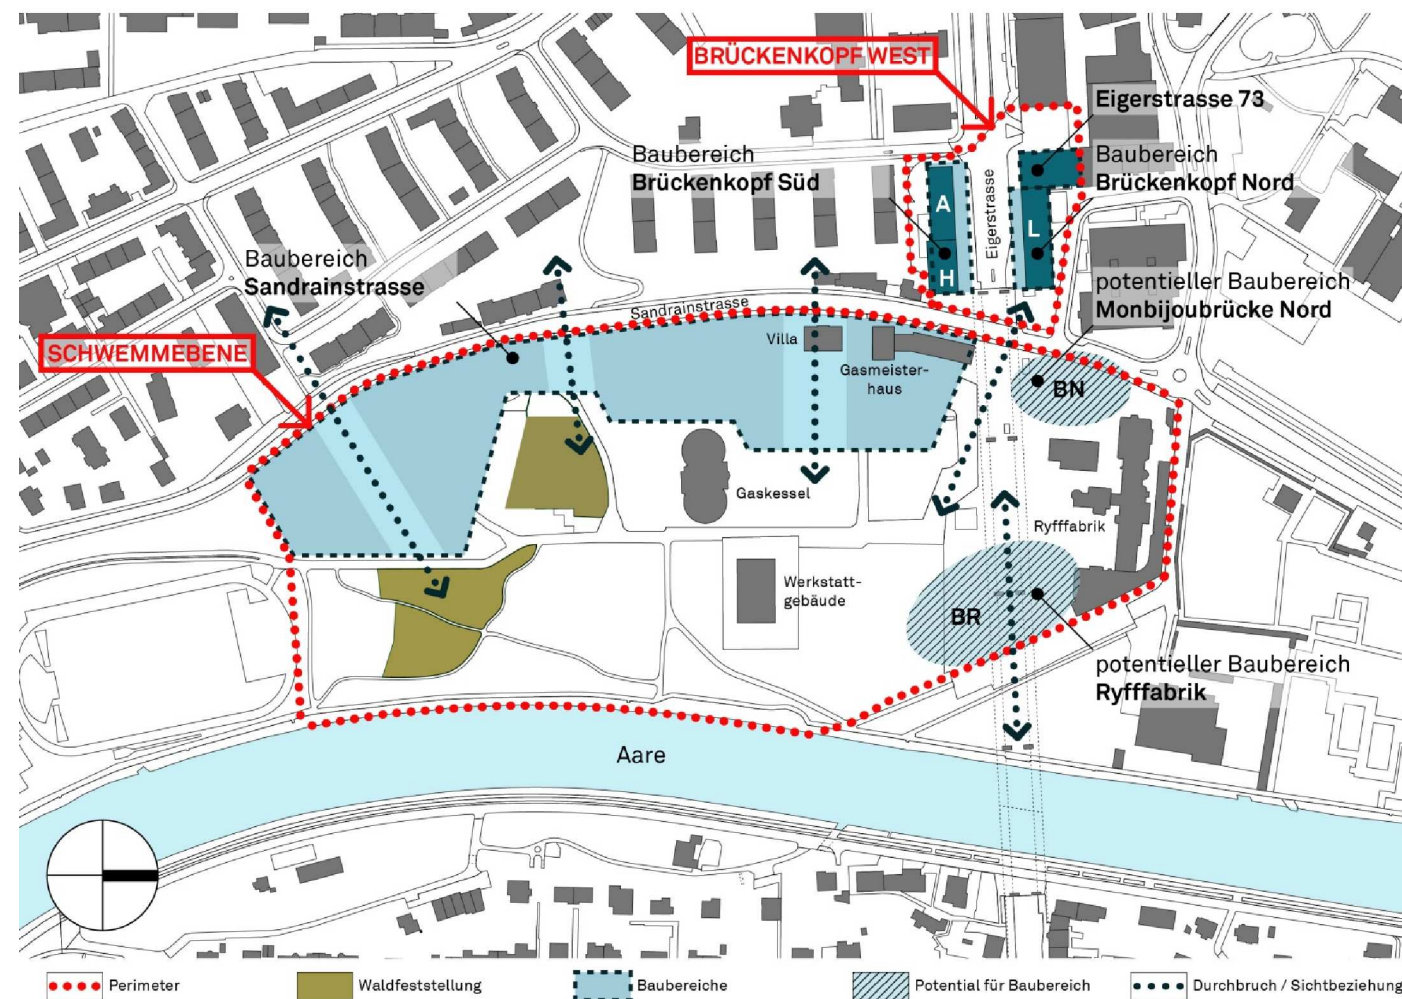 BRÜCKENKOPF WEST
Eigerstrasse 73
Baubereich
Brückenkopf Süd
Baubereich
Brückenkopf Nord
A
H
Eigerstrasse
L
Baubereich
Sandrainstrasse
potentieller Baubereich
Monbijoubrücke Nord
Sandrainstrasse
SCHWEMMEBENE
Villa
Gasmeister-
haus
BN
Gaskessel
Ryfffabrik
Werkstatt-
gebäude
BR
potentieller Baubereich
Ryfffabrik
Aare
Perimeter
Waldfeststellung
Baubereiche
Potential für Baubereich
Durchbruch / Sichtbeziehung